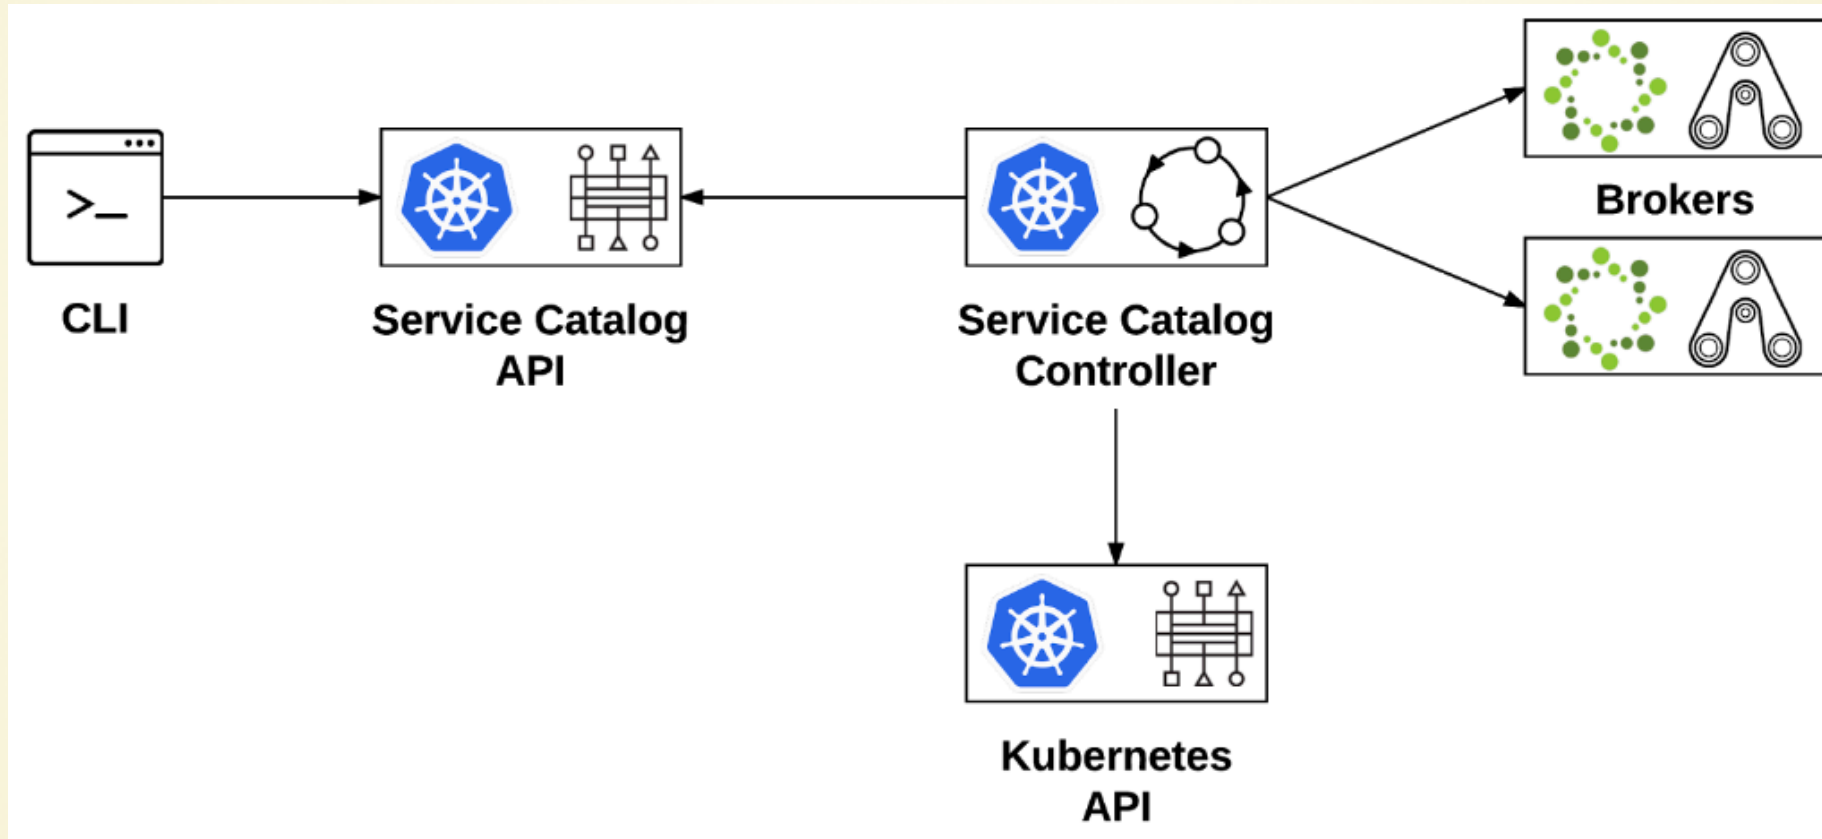 CLI
Service Catalog
API
Service Catalog
Controller
Brokers
Kubernetes
API